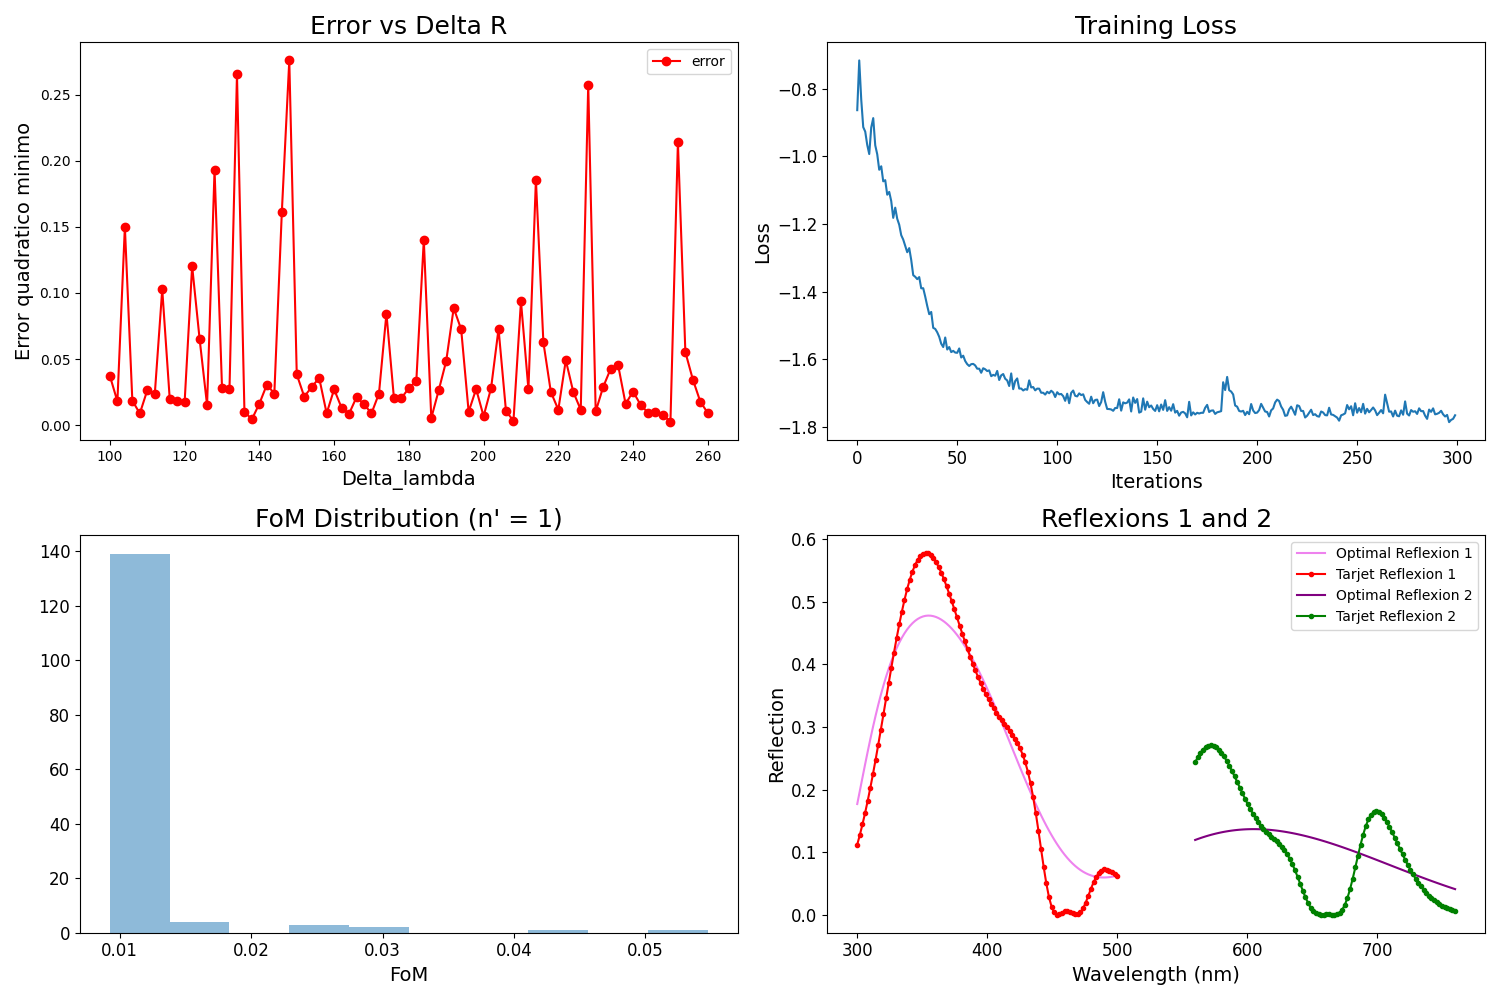 Error vs Delta R
error
Error quadratico minimo
0.25
0.20
0.15
0.10
0.05
0.00
100 120 140 160 180 200 220 240 260
Delta_lambda
Training Loss
Loss
−0.8
−1.0
−1.2
−1.4
−1.6
−1.8
0 50 100 150 200 250 300
Iterations
FoM Distribution (n' = 1)
140
120
100
80
60
40
20
0
0.01 0.02 0.03 0.04 0.05
FoM
Reflexions 1 and 2
Optimal Reflexion 1
Tarjet Reflexion 1
Optimal Reflexion 2
Tarjet Reflexion 2
Reflection
0.6
0.5
0.4
0.3
0.2
0.1
0.0
300 400 500 600 700
Wavelength (nm)